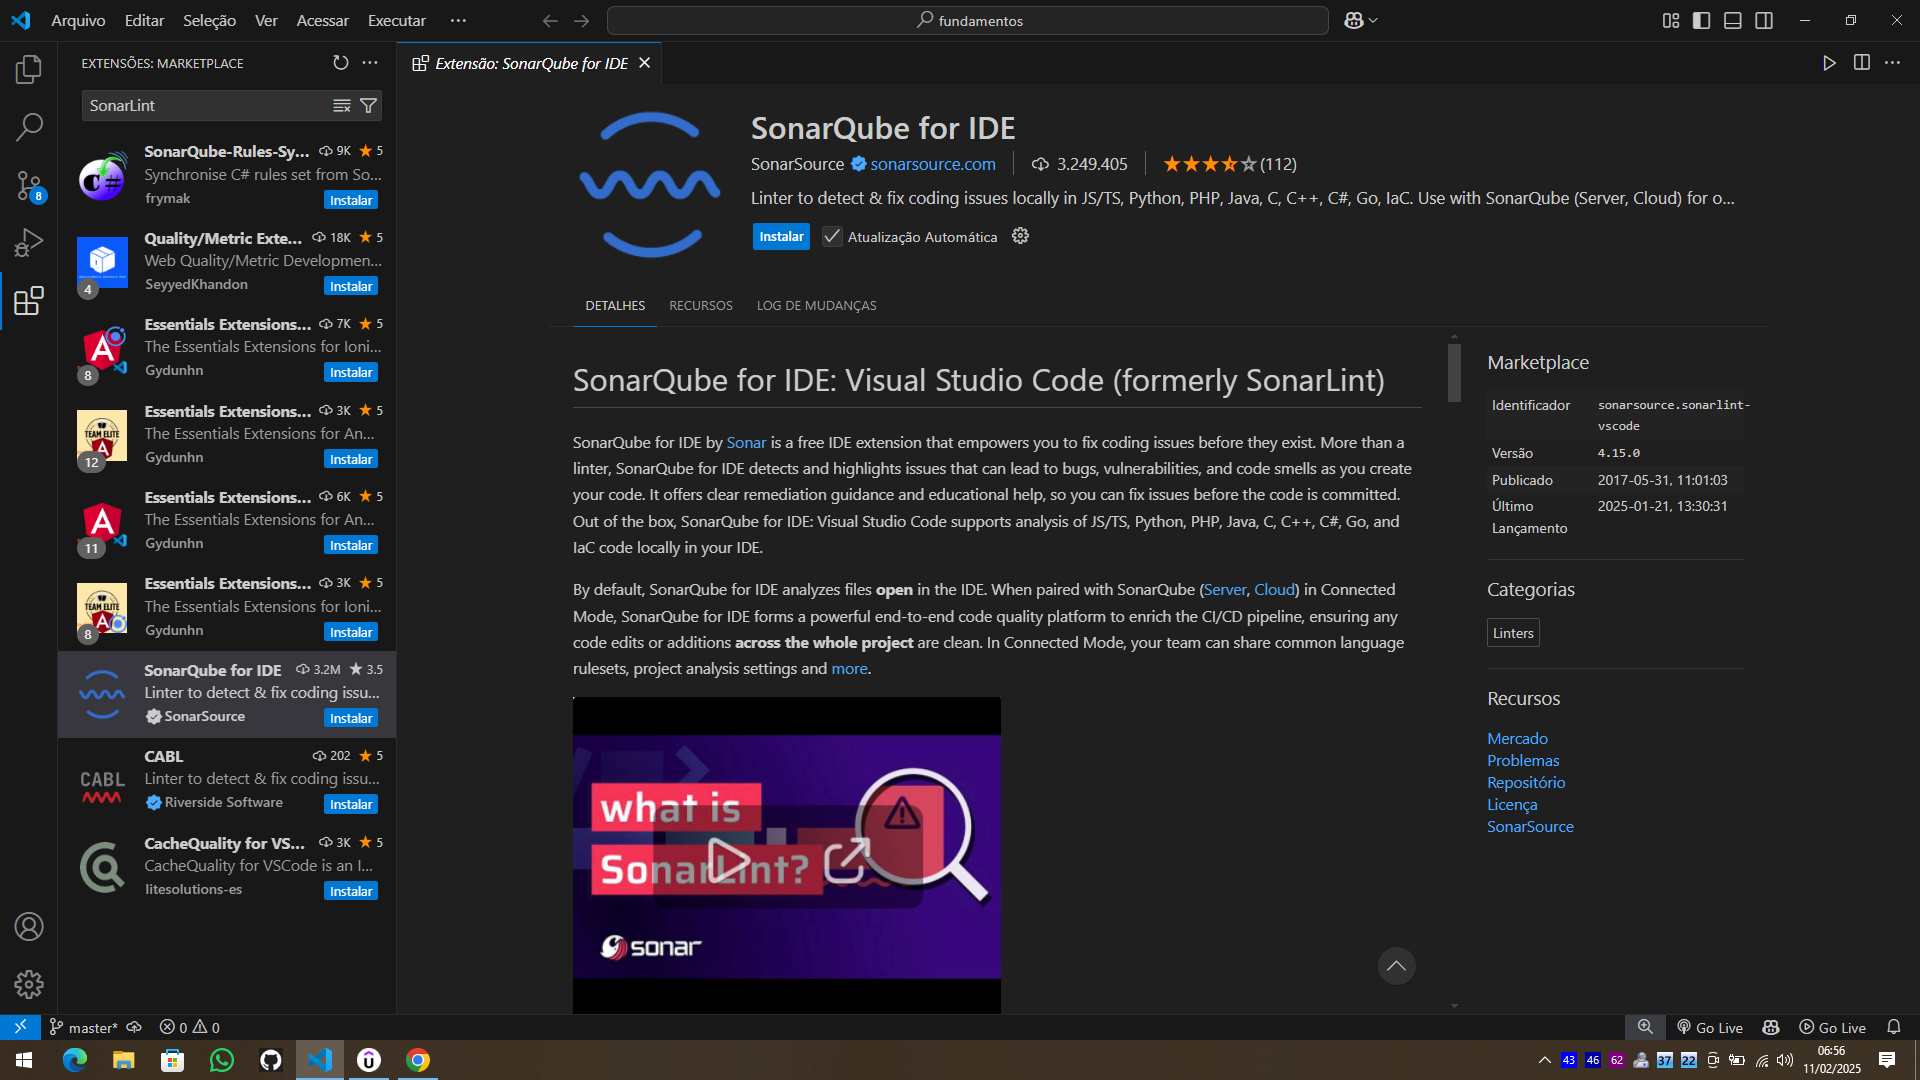 Arquivo Editar Seleção Ver Acessar Executar ···
fundamentos
EXTENSÕES: MARKETPLACE
Extensão: SonarQube for IDE
SonarLint
SonarQube-Rules-Sy... 9K 5
Synchronise C# rules set from So...
frymak Instalar
Quality/Metric Exte... 18K 5
Web Quality/Metric Developmen...
4 SeyyedKhandon Instalar
Essentials Extensions... 7K 5
The Essentials Extensions for Ioni...
8 Gydunhn Instalar
Essentials Extensions... 3K 5
The Essentials Extensions for An...
12 Gydunhn Instalar
Essentials Extensions... 6K 5
The Essentials Extensions for An...
11 Gydunhn Instalar
Essentials Extensions... 3K 5
The Essentials Extensions for Ioni...
8 Gydunhn Instalar
SonarQube for IDE 3.2M 3.5
Linter to detect & fix coding issu...
SonarSource Instalar
CABL 202 5
Linter to detect & fix coding issu...
CABL
Riverside Software Instalar
CacheQuality for VS... 3K 5
CacheQuality for VSCode is an I...
litesolutions-es Instalar
8
SonarQube for IDE
SonarSource sonarsource.com 3.249.405 (112)
Linter to detect & fix coding issues locally in JS/TS, Python, PHP, Java, C, C++, C#, Go, IaC. Use with SonarQube (Server, Cloud) for o...
Instalar Atualização Automática
DETALHES RECURSOS LOG DE MUDANÇAS
SonarQube for IDE: Visual Studio Code (formerly SonarLint)
SonarQube for IDE by Sonar is a free IDE extension that empowers you to fix coding issues before they exist. More than a
linter, SonarQube for IDE detects and highlights issues that can lead to bugs, vulnerabilities, and code smells as you create
your code. It offers clear remediation guidance and educational help, so you can fix issues before the code is committed.
Out of the box, SonarQube for IDE: Visual Studio Code supports analysis of JS/TS, Python, PHP, Java, C, C++, C#, Go, and
IaC code locally in your IDE.
By default, SonarQube for IDE analyzes files open in the IDE. When paired with SonarQube (Server, Cloud) in Connected
Mode, SonarQube for IDE forms a powerful end-to-end code quality platform to enrich the CI/CD pipeline, ensuring any
code edits or additions across the whole project are clean. In Connected Mode, your team can share common language
rulesets, project analysis settings and more.
what is
SonarLint?
sonar
Marketplace
Identificador sonarsource.sonarlint-
vscode
Versão 4.15.0
Publicado 2017-05-31, 11:01:03
Último 2025-01-21, 13:30:31
Lançamento
Categorias
Linters
Recursos
Mercado
Problemas
Repositório
Licença
SonarSource
master* 0 0
Go Live Go Live
43 46 62 37 22
06:56
11/02/2025